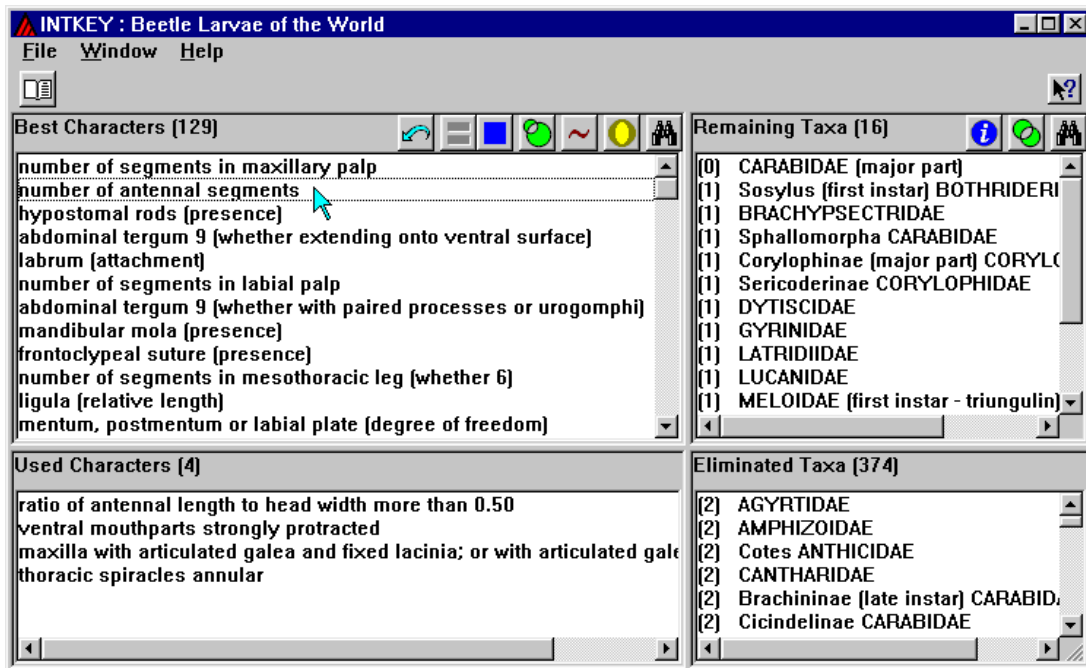 INTKEY : Beetle Larvae of the World
File Window Help
Best Characters (129)
number of segments in maxillary palp
number of antennal segments
hypostomal rods (presence)
abdominal tergum 9 (whether extending onto ventral surface)
labrum (attachment)
number of segments in labial palp
abdominal tergum 9 (whether with paired processes or urogomphi)
mandibular mola (presence)
frontoclypeal suture (presence)
number of segments in mesothoracic leg (whether 6)
ligula (relative length)
mentum, postmentum or labial plate (degree of freedom)
Remaining Taxa (16)
(0) CARABIDAE (major part)
(1) Sosylus (first instar) BOTHRIDERI
(1) BRACHYPSECTRIDAE
(1) Sphallomorpha CARABIDAE
(1) Corylophinae (major part) CORYLO
(1) Sericoderinae CORYLOPHIDAE
(1) DYTISCIDAE
(1) GYRINIDAE
(1) LATRIDIIDAE
(1) LUCANIDAE
(1) MELOIDAE (first instar - triungulin)
Used Characters (4)
ratio of antennal length to head width more than 0.50
ventral mouthparts strongly protracted
maxilla with articulated galea and fixed lacinia; or with articulated gale
thoracic spiracles annular
Eliminated Taxa (374)
(2) AGYRTIDAE
(2) AMPHIZOIDAE
(2) Cotes ANTHICIDAE
(2) CANTHARIDAE
(2) Brachininae (late instar) CARABIDA
(2) Cicindelinae CARABIDAE